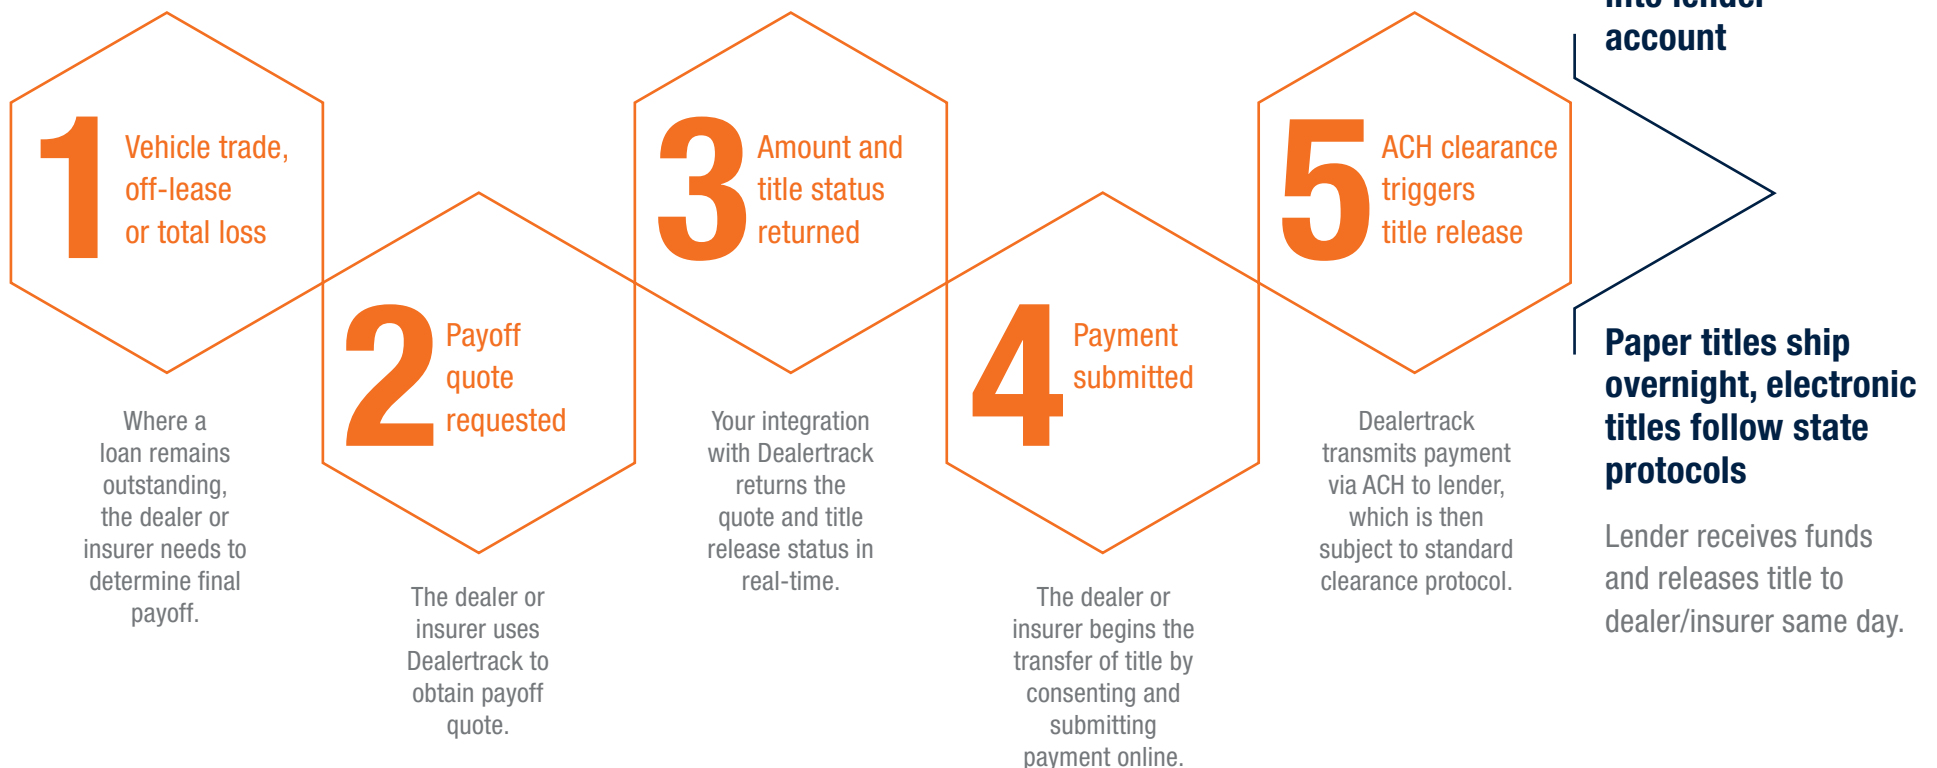 1
Vehicle trade,
off-lease
or total loss
Where a
loan remains
outstanding,
the dealer or
insurer needs to
determine final
payoff.
2
Payoff
quote
requested
The dealer or
insurer uses
Dealertrack to
obtain payoff
quote.
3
Amount and
title status
returned
Your integration
with Dealertrack
returns the
quote and title
release status in
real-time.
4
Payment
submitted
The dealer or
insurer begins the
transfer of title by
consenting and
submitting
payment online.
5
ACH clearance
triggers
title release
Dealertrack
transmits payment
via ACH to lender,
which is then
subject to standard
clearance protocol.
into lender
account
Paper titles ship
overnight, electronic
titles follow state
protocols
Lender receives funds
and releases title to
dealer/insurer same day.